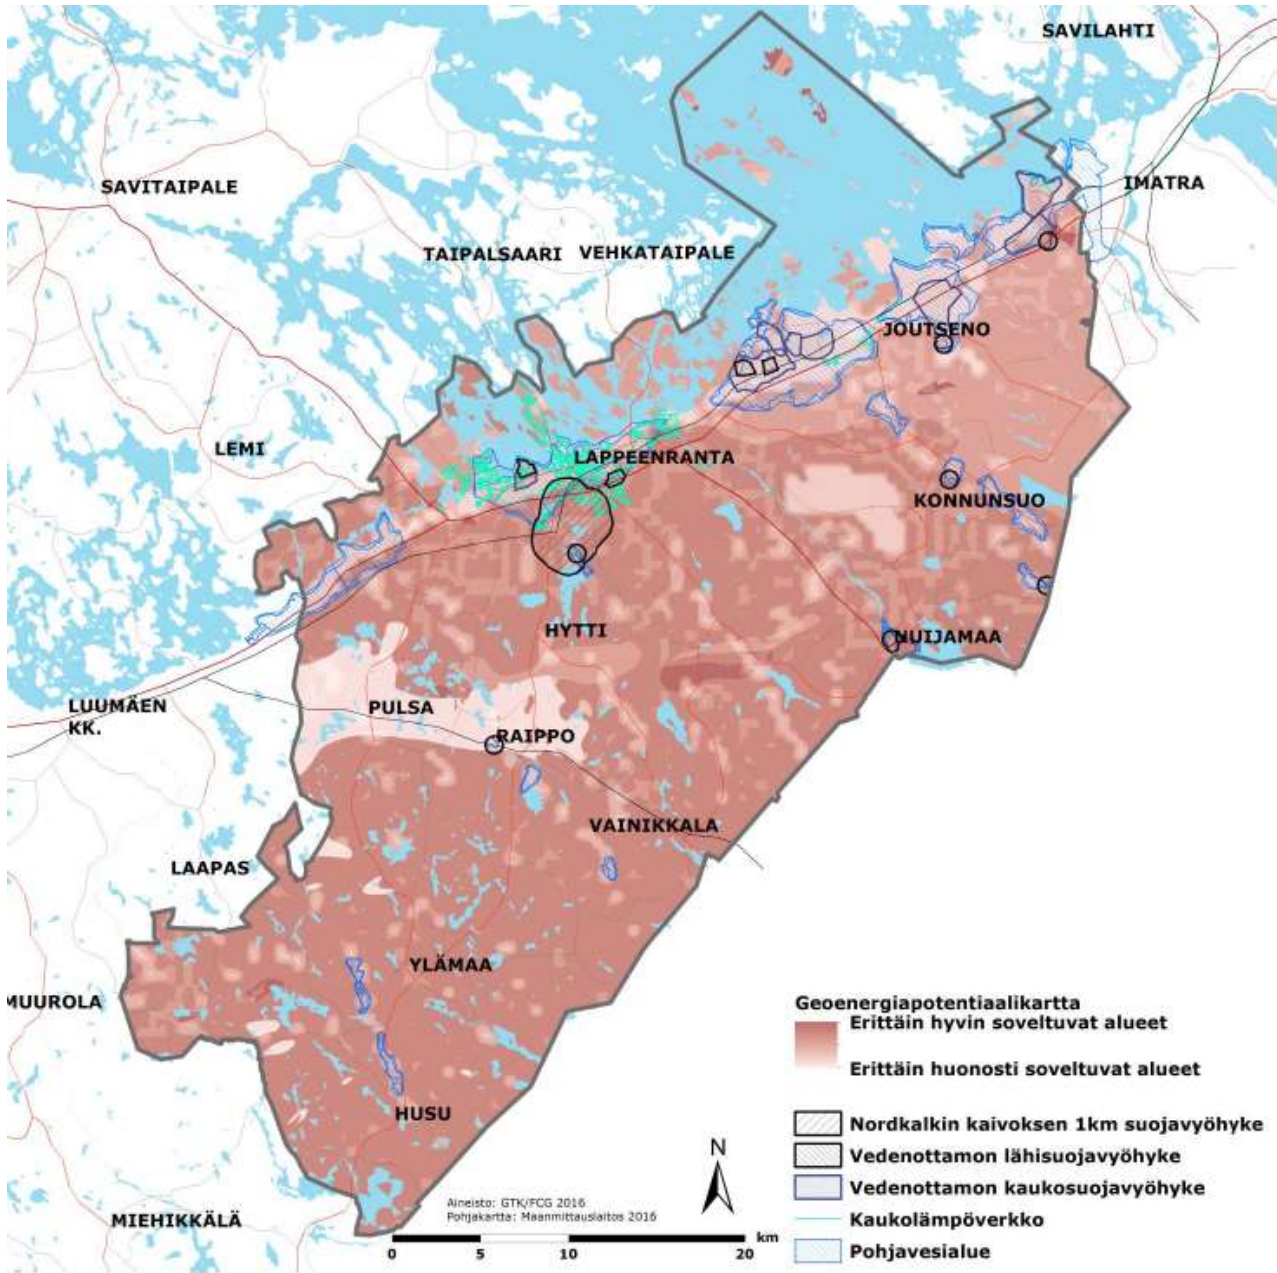 SAVILAHTI
IMATRA
SAVITAIPALE
TAIPALSAARI
VEHKATAIPALE
JOUTSENO
LEMI
LAPPEENRANTA
KONNUNSUO
HYTTI
NUIJAMAA
LUUMÄEN
KK.
PULSA
RAIPPO
VAINIKKALA
LAAPAS
YLÄMAA
MUUROLA
HUSU
MIEHIKKÄLÄ
Geoenergiapotentiaalikartta
Erittäin hyvin soveltuvat alueet
Erittäin huonosti soveltuvat alueet
Nordkalkin kaivoksen 1km suojavyöhyke
Vedenottamon lähisuojavyöhyke
Vedenottamon kaukosuojavyöhyke
Kaukolämpöverkko
Pohjavesialue
N
Aineisto: GTK/FCG 2016
Pohjakartta: Maanmittauslaitos 2016
km
0 5 10 20